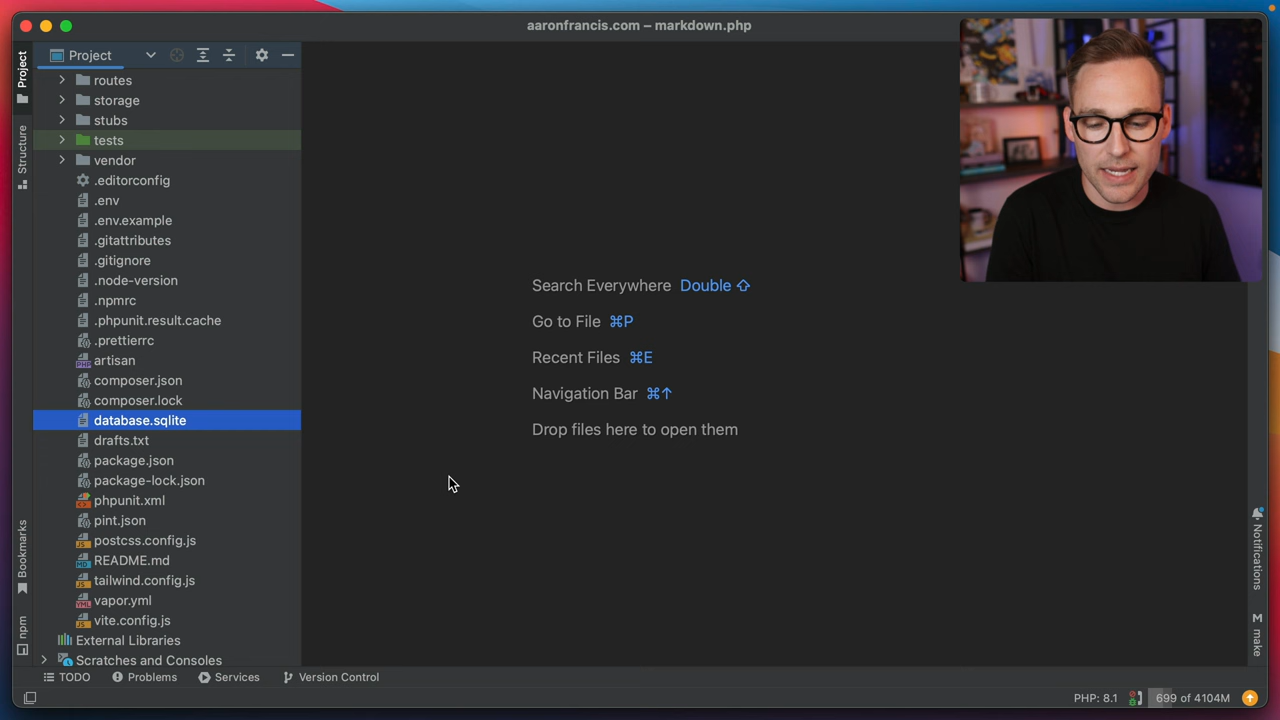 aaronfrancis.com – markdown.php
Project
Project
Structure
Bookmarks
npm
routes
storage
stubs
tests
vendor
.editorconfig
.env
.env.example
.gitattributes
.gitignore
.node-version
.npmrc
.phpunit.result.cache
.prettierrc
artisan
composer.json
composer.lock
database.sqlite
drafts.txt
package.json
package-lock.json
phpunit.xml
pint.json
postcss.config.js
README.md
tailwind.config.js
vapor.yml
vite.config.js
External Libraries
Scratches and Consoles
Search Everywhere Double ⇧
Go to File ⌘P
Recent Files ⌘E
Navigation Bar ⌘↑
Drop files here to open them
Notifications
M make
TODO Problems Services Version Control
PHP: 8.1 699 of 4104M